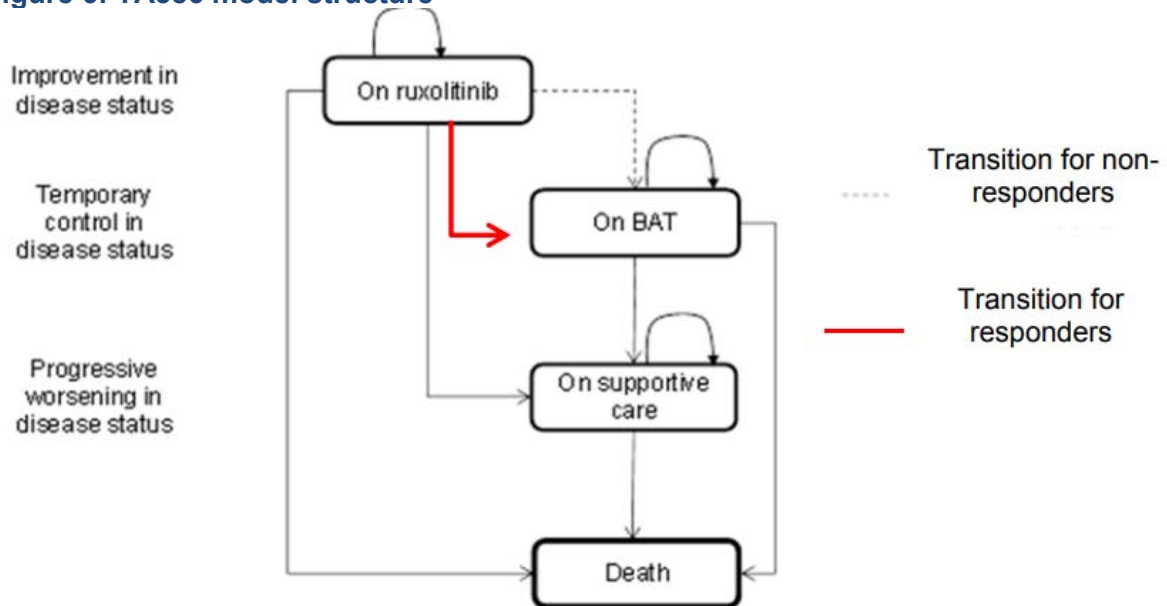 Improvement in
disease status
On ruxolitinib
Temporary
control in
disease status
On BAT
Transition for non-
responders
Transition for
responders
Progressive
worsening in
disease status
On supportive
care
Death